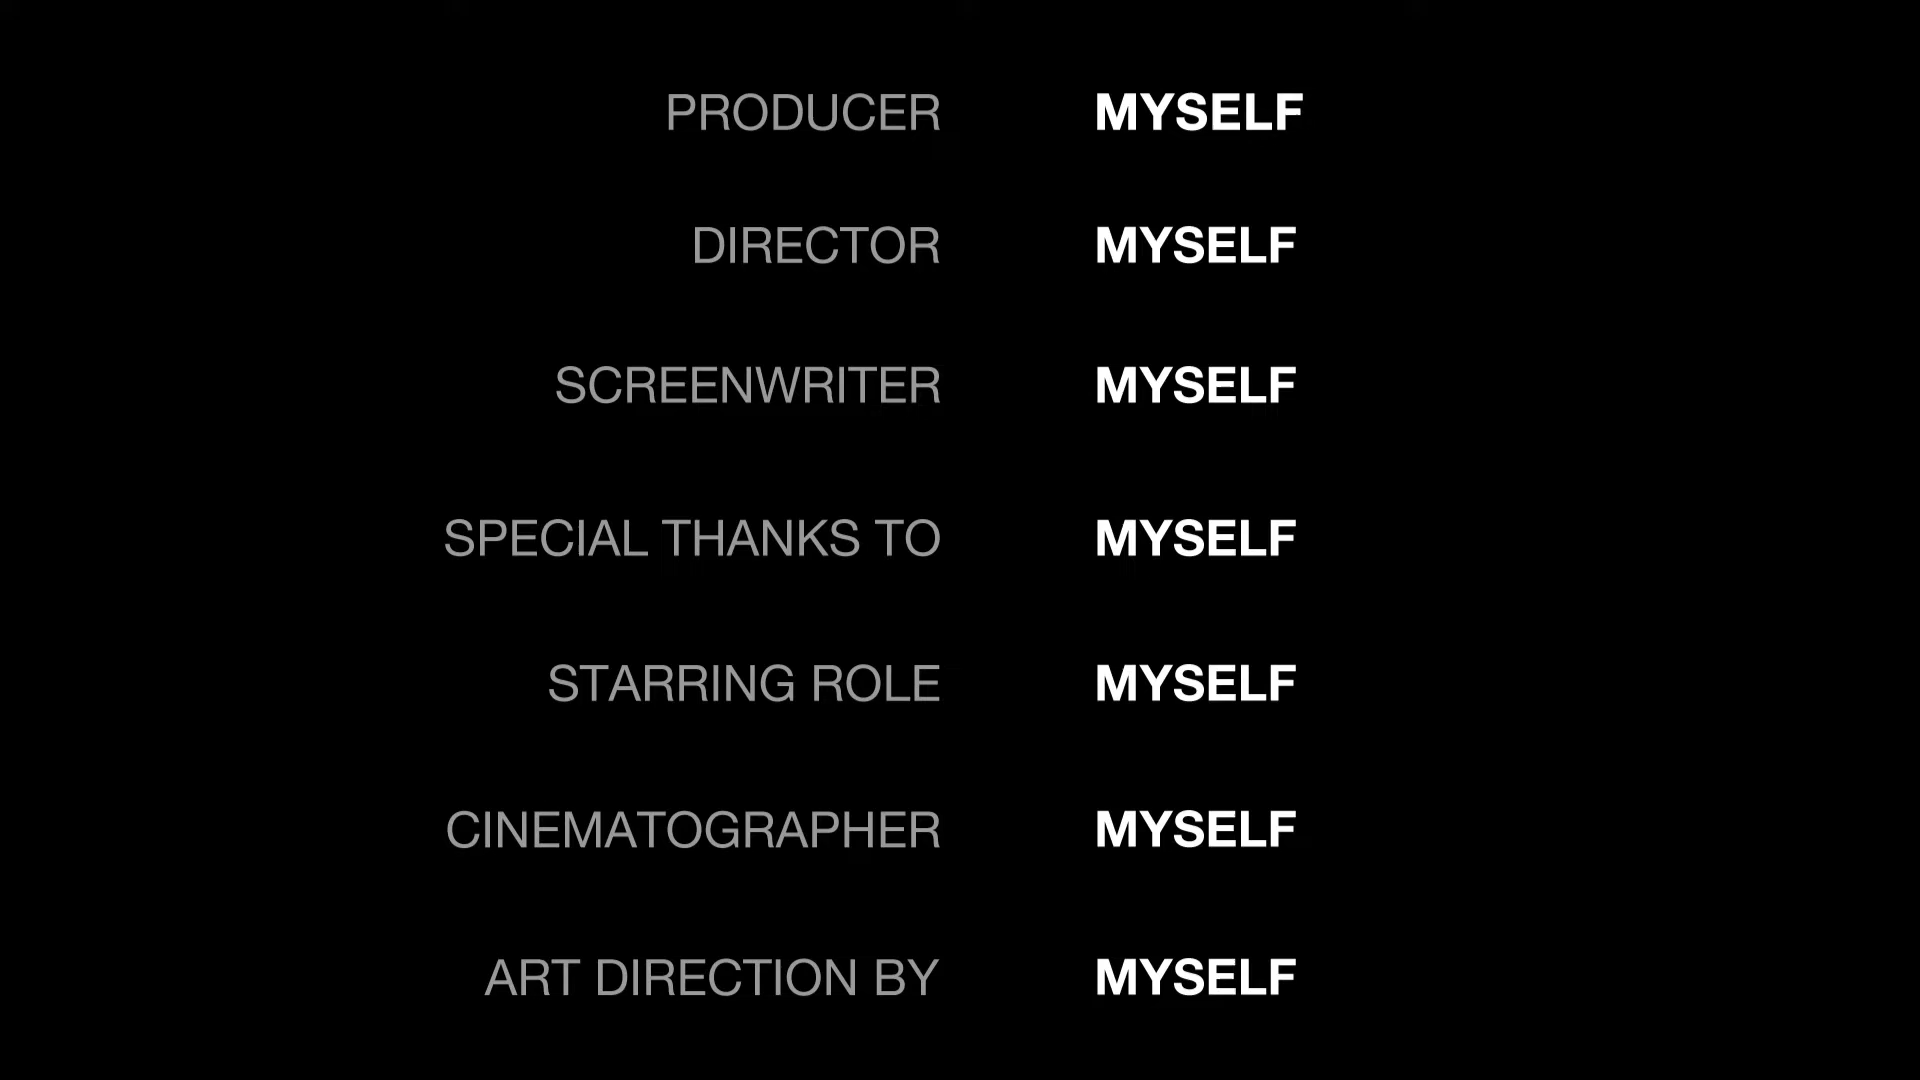 PRODUCER MYSELF
DIRECTOR MYSELF
SCREENWRITER MYSELF
SPECIAL THANKS TO MYSELF
STARRING ROLE MYSELF
CINEMATOGRAPHER MYSELF
ART DIRECTION BY MYSELF